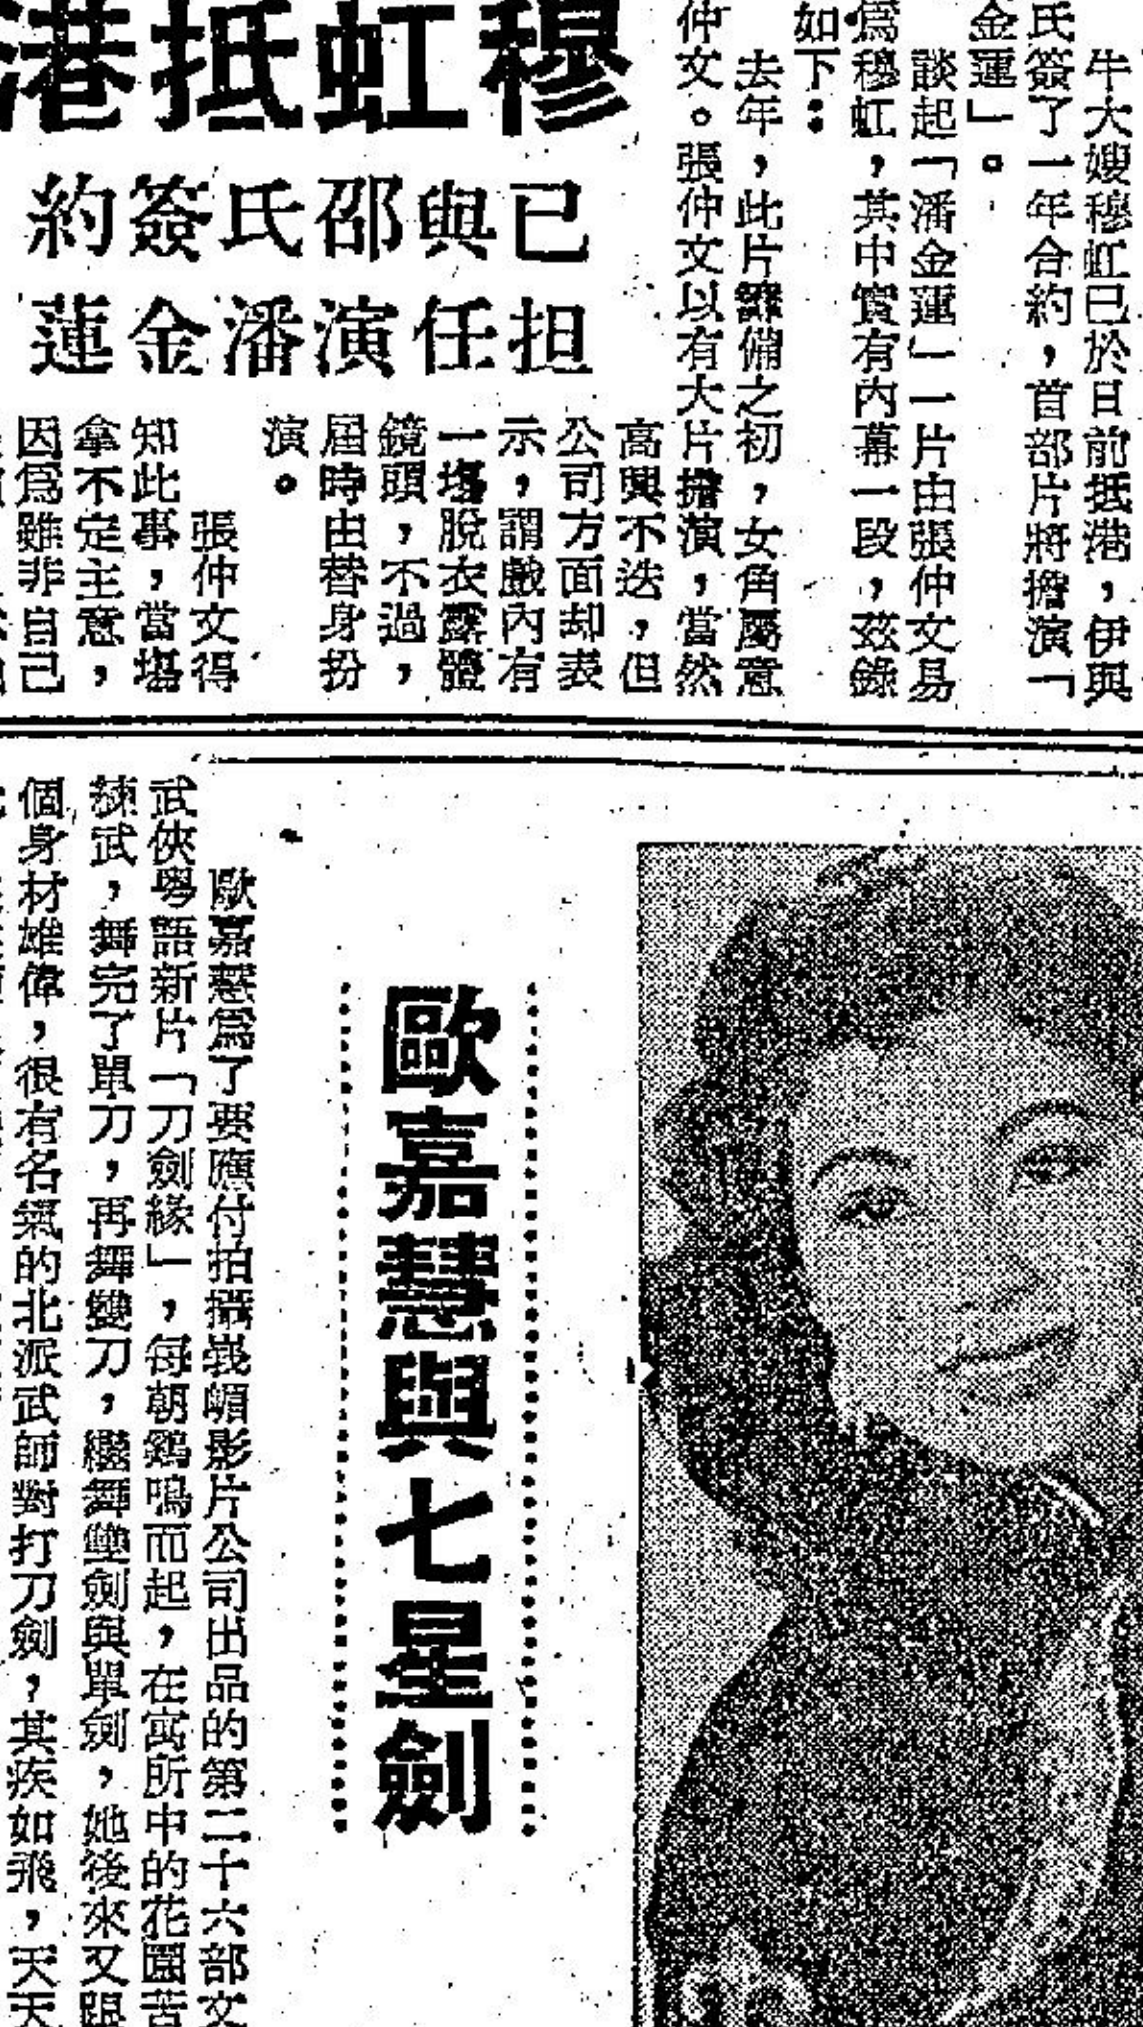 穆虹抵港
已與邵氏簽約
担任演潘金蓮
牛大嫂穆虹已於日前抵港，伊與
氏簽了一年合約，首部片將擔演「
金蓮」。
談起「潘金蓮」一片由張仲文易
爲穆虹，其中實有內幕一段，茲錄
如下：
去年，此片籌備之初，女角屬意
仲文。張仲文以有大片擔演，當然
高興不迭，但
公司方面却表
示，謂戲內有
一塲脫衣露體
鏡頭，不過，
屆時由替身扮
演。
張仲文得
知此事，當塲
拿不定主意，
因爲雖非自己
歐嘉慧與七星劍
歐嘉慧爲了要應付拍攝峩嵋影片公司出品的第二十六部文
武俠粵語新片「刀劍緣」，每朝鷄鳴而起，在寓所中的花園苦
練武，舞完了單刀，再舞雙刀，繼舞雙劍與單劍，她後來又跟
個身材雄偉，很有名氣的北派武師對打刀劍，其疾如飛，天天